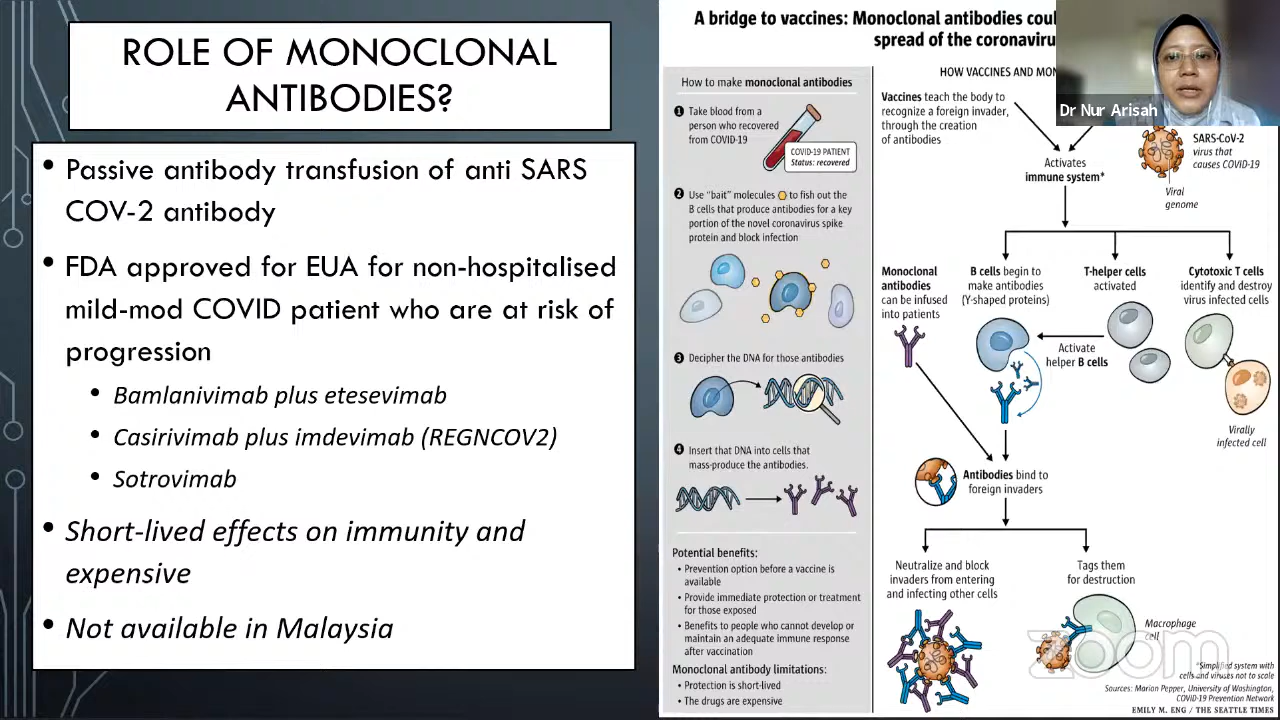 ROLE OF MONOCLONAL
ANTIBODIES?
• Passive antibody transfusion of anti SARS
COV-2 antibody
• FDA approved for EUA for non-hospitalised
mild-mod COVID patient who are at risk of
progression
• Bamlanivimab plus etesevimab
• Casirivimab plus imdevimab (REGNCOV2)
• Sotrovimab
• Short-lived effects on immunity and
expensive
• Not available in Malaysia
A bridge to vaccines: Monoclonal antibodies
spread of the
How to make monoclonal antibodies
1 Take blood from a
person who recovered
from COVID-19
COVID-19 PATIENT
Status: recovered
2 Use “bait” molecules to fish out the
B cells that produce antibodies for a key
portion of the novel coronavirus spike
protein and block infection
3 Decipher the DNA for those antibodies
4 Insert that DNA into cells that
mass-produce the antibodies.
Potential benefits:
• Prevention option before a vaccine is
available
• Provide immediate protection or treatment
for those exposed
• Benefits to people who cannot develop or
maintain an adequate immune response
after vaccination
Monoclonal antibody limitations:
• Protection is short-lived
• The drugs are expensive
HOW VACCINES AND
Vaccines teach the body to
recognize a foreign invader,
through the creation
of antibodies
Dr Nur Arisah
Activates
immune system*
SARS-CoV-2
virus that
causes COVID-19
Viral
genome
Monoclonal
antibodies
can be infused
into patients
B cells begin to
make antibodies
(Y-shaped proteins)
T-helper cells
activated
Cytotoxic T cells
identify and destroy
virus infected cells
Activate
helper B cells
Virally
infected cell
Antibodies bind to
foreign invaders
Neutralize and block
invaders from entering
and infecting other cells
Tags them
for destruction
Macrophage
cell
zoom
*Simplified system with
cells and viruses not to scale
Sources: Marion Pepper, University of Washington,
COVID-19 Prevention Network
EMILY M. ENG / THE SEATTLE TIMES